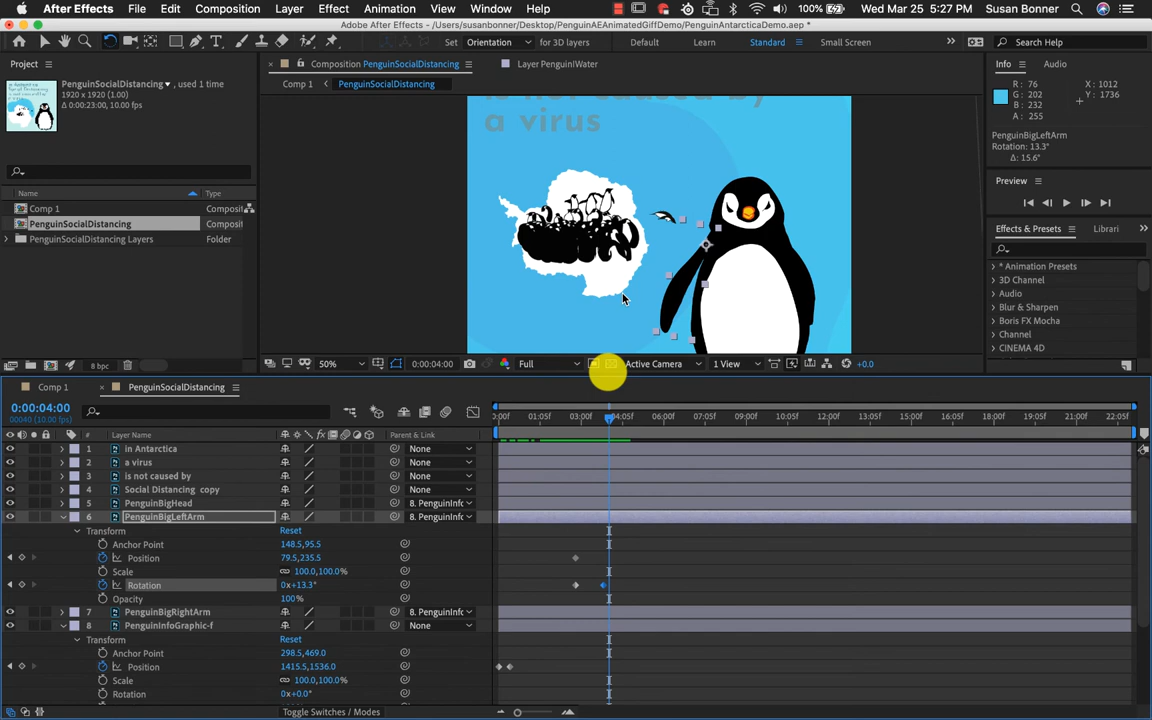 After Effects File Edit Composition Layer Effect Animation View Window Help 100% Wed Mar 25 5:27 PM Susan Bonner
Adobe After Effects - /Users/susanbonner/Desktop/PenguinAEAnimatedGiffDemo/PenguinAntarcticaDemo.aep *
Set Orientation for 3D layers Default Learn Standard Small Screen Search Help
Project
PenguinSocialDistancing , used 1 time
1920 x 1920 (1.00)
Δ 0:00:23:00, 10.00 fps
Name Type
Comp 1 Composit
PenguinSocialDistancing Composit
PenguinSocialDistancing Layers Folder
8 bpc
Composition PenguinSocialDistancing Layer Penguin!Water
Comp 1 PenguinSocialDistancing
is not caused by
a virus
50% 0:00:04:00 Full Active Camera 1 View +0.0
Info Audio
R: 76
G: 202
B: 232
A: 255
X: 1012
Y: 1736
PenguinBigLeftArm
Rotation: 13.3°
Δ: 15.6°
Preview
Effects & Presets Librari
* Animation Presets
3D Channel
Audio
Blur & Sharpen
Boris FX Mocha
Channel
CINEMA 4D
Comp 1 PenguinSocialDistancing
0:00:04:00
00040 (10.00 fps)
:00f 01:05f 03:00f 04:05f 06:00f 07:05f 09:00f 10:05f 12:00f 13:05f 15:00f 16:05f 18:00f 19:05f 21:00f 22:05f
# Layer Name Parent & Link
1 in Antarctica None
2 a virus None
3 is not caused by None
4 Social Distancing copy None
5 PenguinBigHead 8. PenguinInfc
6 PenguinBigLeftArm 8. PenguinInfc
Transform Reset
Anchor Point 148.5,95.5
Position 79.5,235.5
Scale 100.0,100.0%
Rotation 0x+13.3°
Opacity 100%
7 PenguinBigRightArm 8. PenguinInfc
8 PenguinInfoGraphic-f None
Transform Reset
Anchor Point 298.5,469.0
Position 1415.5,1536.0
Scale 100.0,100.0%
Rotation 0x+0.0°
Toggle Switches / Modes